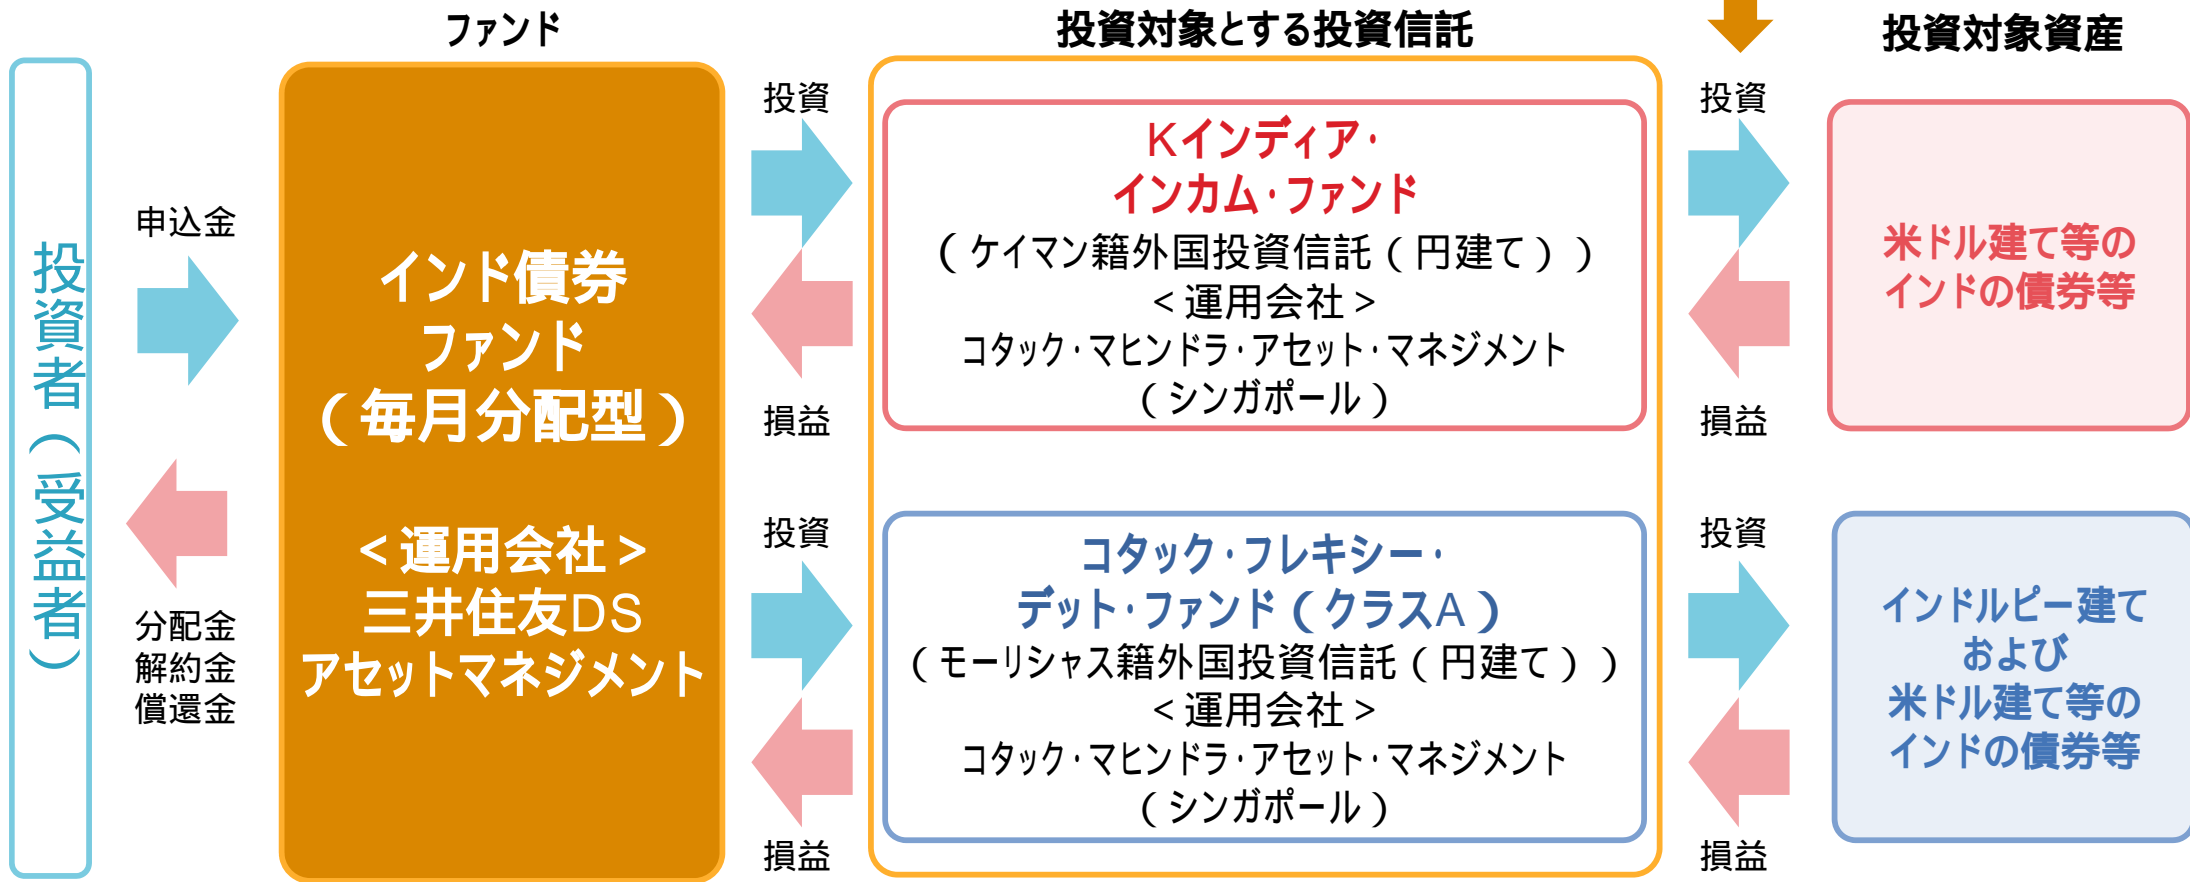 ファンド
投資対象とする投資信託
投資対象資産
投資者（受益者）
申込金
分配金
解約金
償還金
インド債券
ファンド
（毎月分配型）
＜運用会社＞
三井住友DS
アセットマネジメント
投資
損益
投資
損益
Kインディア・
インカム・ファンド
（ケイマン籍外国投資信託（円建て））
＜運用会社＞
コタック・マヒンドラ・アセット・マネジメント
（シンガポール）
コタック・フレキシー・
デット・ファンド（クラスA）
（モーリシャス籍外国投資信託（円建て））
＜運用会社＞
コタック・マヒンドラ・アセット・マネジメント
（シンガポール）
投資
損益
投資
損益
米ドル建て等の
インドの債券等
インドルピー建て
および
米ドル建て等の
インドの債券等